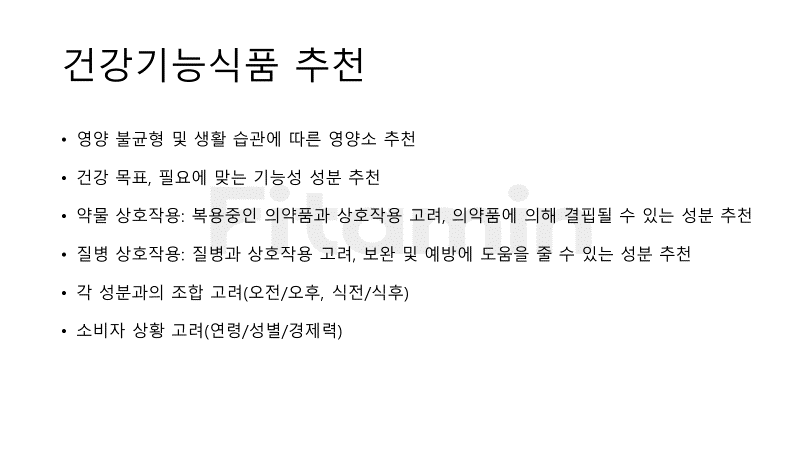 건강기능식품 추천
• 영양 불균형 및 생활 습관에 따른 영양소 추천
• 건강 목표, 필요에 맞는 기능성 성분 추천
• 약물 상호작용: 복용중인 의약품과 상호작용 고려, 의약품에 의해 결핍될 수 있는 성분 추천
• 질병 상호작용: 질병과 상호작용 고려, 보완 및 예방에 도움을 줄 수 있는 성분 추천
• 각 성분과의 조합 고려(오전/오후, 식전/식후)
• 소비자 상황 고려(연령/성별/경제력)
Fitamin